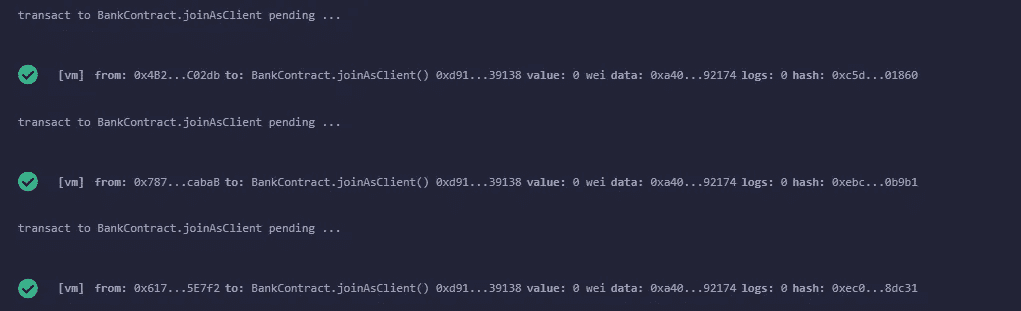 transact to BankContract.joinAsClient pending ...
[vm] from: 0x4B2...C02db to: BankContract.joinAsClient() 0xd91...39138 value: 0 wei data: 0xa40...92174 logs: 0 hash: 0xc5d...01860
transact to BankContract.joinAsClient pending ...
[vm] from: 0x787...cabaB to: BankContract.joinAsClient() 0xd91...39138 value: 0 wei data: 0xa40...92174 logs: 0 hash: 0xebc...0b9b1
transact to BankContract.joinAsClient pending ...
[vm] from: 0x617...5E7f2 to: BankContract.joinAsClient() 0xd91...39138 value: 0 wei data: 0xa40...92174 logs: 0 hash: 0xec0...8dc31